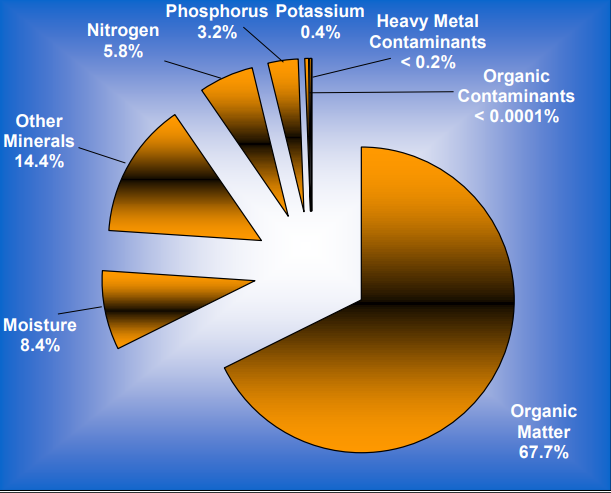 Phosphorus
3.2%
Potassium
0.4%
Nitrogen
5.8%
Heavy Metal
Contaminants
< 0.2%
Organic
Contaminants
< 0.0001%
Other
Minerals
14.4%
Moisture
8.4%
Organic
Matter
67.7%